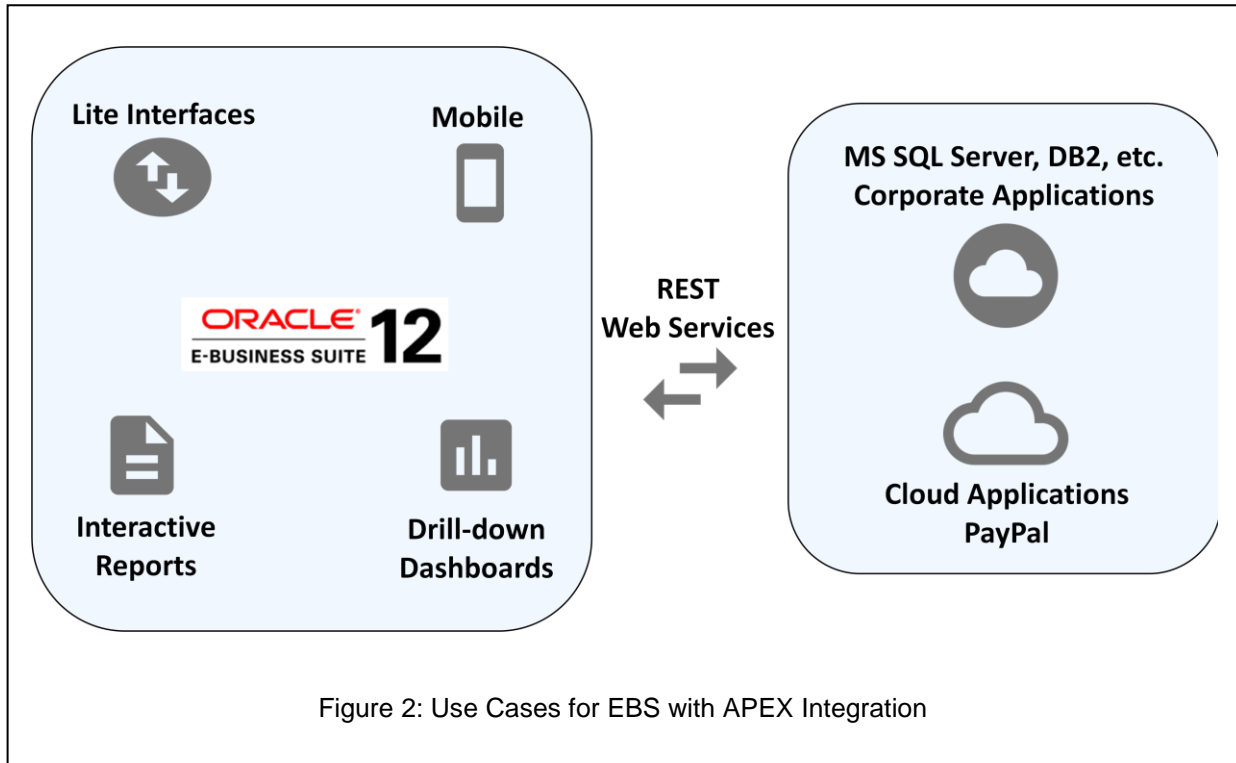 Lite Interfaces
Mobile
ORACLE®
E-BUSINESS SUITE 12
Interactive
Reports
Drill-down
Dashboards
REST
Web Services
MS SQL Server, DB2, etc.
Corporate Applications
Cloud Applications
PayPal
Figure 2: Use Cases for EBS with APEX Integration